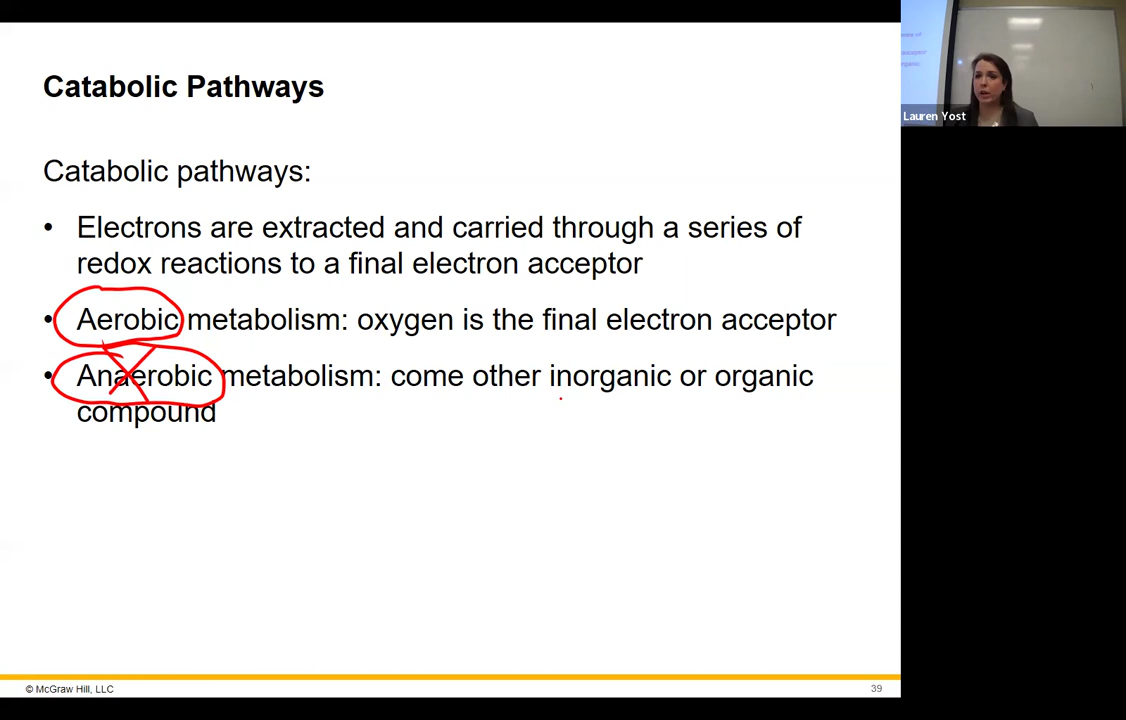 Catabolic Pathways
Catabolic pathways:
• Electrons are extracted and carried through a series of
redox reactions to a final electron acceptor
• Aerobic metabolism: oxygen is the final electron acceptor
• Anaerobic metabolism: come other inorganic or organic
compound
© McGraw Hill, LLC
39
Lauren Yost